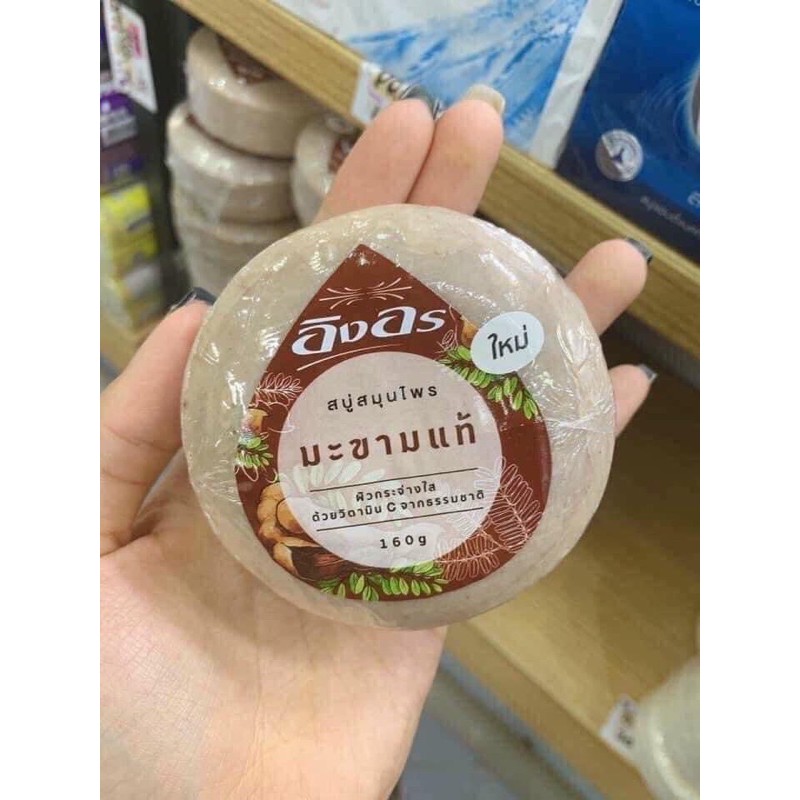 อิงอร
ใหม่
สบู่สมุนไพร
มะขามแท้
ผิวกระจ่างใส
ด้วยวิตามิน C จากธรรมชาติ
160g